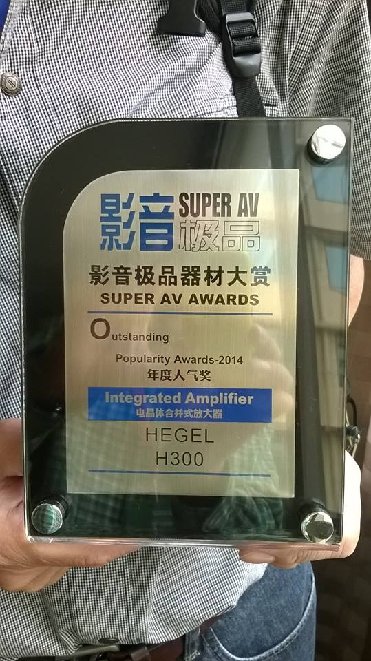 影音 SUPER AV
极品
影音极品器材大赏
SUPER AV AWARDS
Outstanding
Popularity Awards-2014
年度人气奖
Integrated Amplifier
电晶体合并式放大器
HEGEL
H300